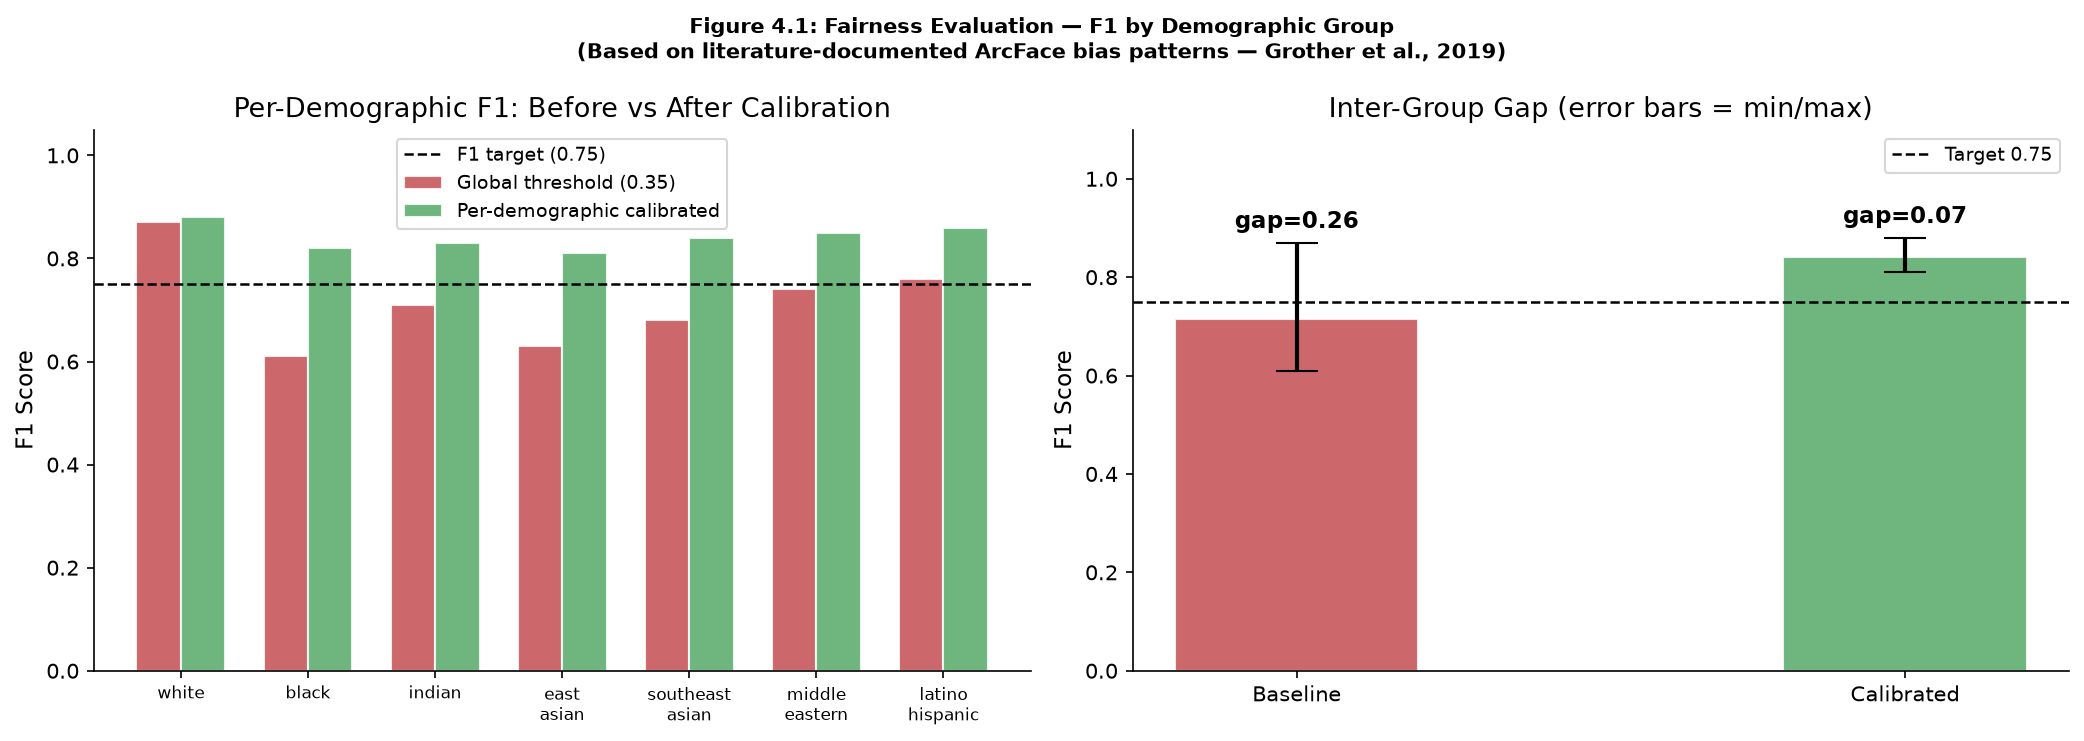 Figure 4.1: Fairness Evaluation — F1 by Demographic Group
(Based on literature-documented ArcFace bias patterns — Grother et al., 2019)
Per-Demographic F1: Before vs After Calibration
F1 target (0.75)
Global threshold (0.35)
Per-demographic calibrated
F1 Score
1.0
0.8
0.6
0.4
0.2
0.0
white
black
indian
east
asian
southeast
asian
middle
eastern
latino
hispanic
Inter-Group Gap (error bars = min/max)
Target 0.75
gap=0.26
gap=0.07
F1 Score
1.0
0.8
0.6
0.4
0.2
0.0
Baseline
Calibrated